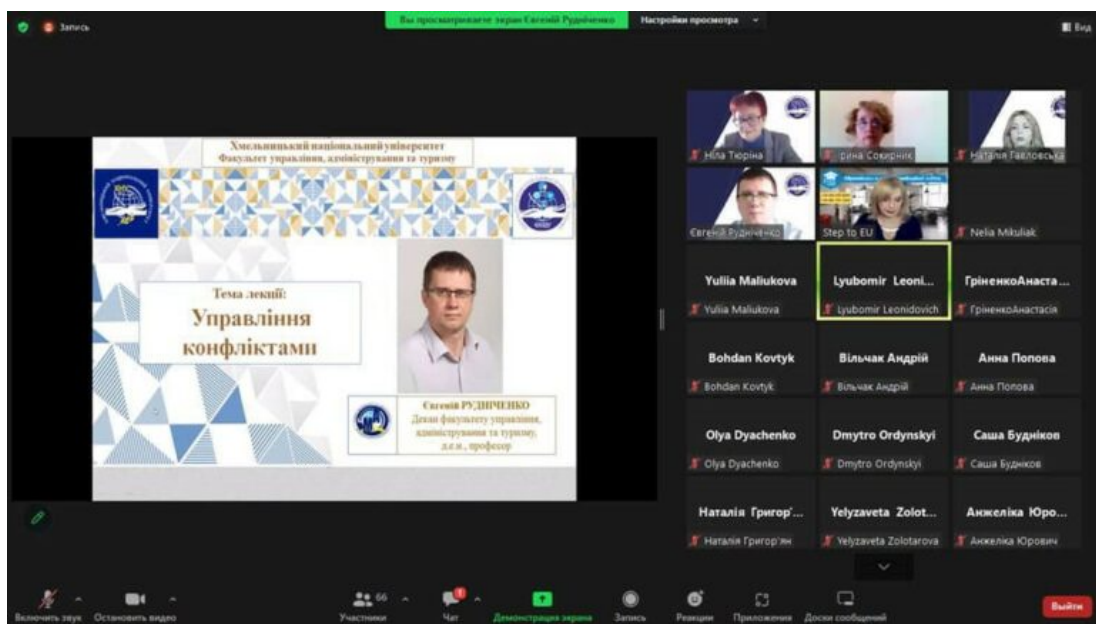 Запись
Вы просматриваете экран Євгеній Рудніченко
Настройки просмотра
Вид
Хмельницький національний університет
Факультет управління, адміністрування та туризму
Тема лекції:
Управління
конфліктами
Євгеній РУДНІЧЕНКО
Декан факультету управління,
адміністрування та туризму,
д.е.н., професор
Ніла Тюріна
Ірина Сокирник
Наталія Гавловська
Євгеній Рудніченко
Step to EU
Nelia Mikuliak
Yuliia Maliukova
Yuliia Maliukova
Lyubomir Leoni...
Lyubomir Leonidovich
ГріненкоАнаста...
ГріненкоАнастасія
Bohdan Kovtyk
Bohdan Kovtyk
Вільчак Андрій
Вільчак Андрій
Анна Попова
Анна Попова
Olya Dyachenko
Olya Dyachenko
Dmytro Ordynskyi
Dmytro Ordynskyi
Саша Будніков
Саша Будніков
Наталія Григор'...
Наталія Григор'ян
Yelyzaveta Zolot...
Yelyzaveta Zolotarova
Анжеліка Юро...
Анжеліка Юрович
Включить звук
Остановить видео
66
Участники
Чат
Демонстрация экрана
Запись
Реакции
Приложения
Доски сообщений
Выйти